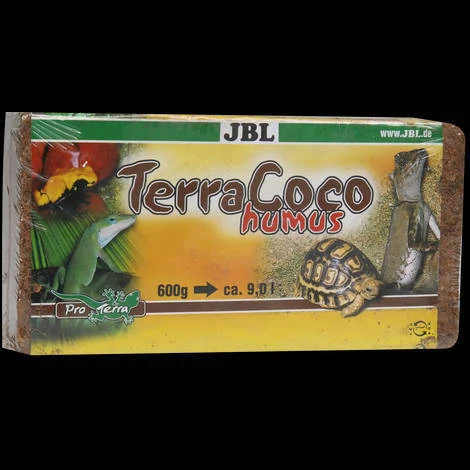 JBL
www.JBL.de
TerraCoco
humus
600g → ca. 9,0 l
Pro Terra